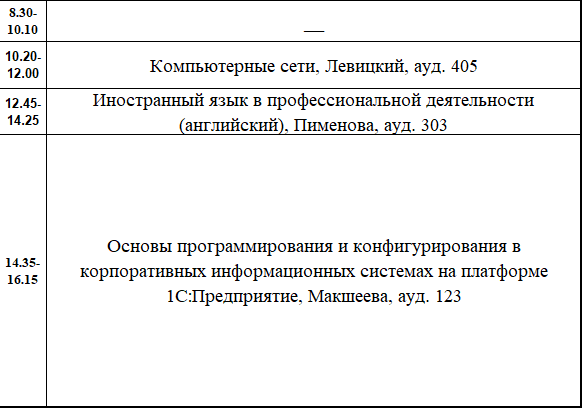 8.30-
10.10
—
10.20-
12.00
Компьютерные сети, Левицкий, ауд. 405
12.45-
14.25
Иностранный язык в профессиональной деятельности
(английский), Пименова, ауд. 303
14.35-
16.15
Основы программирования и конфигурирования в
корпоративных информационных системах на платформе
1С:Предприятие, Макшеева, ауд. 123